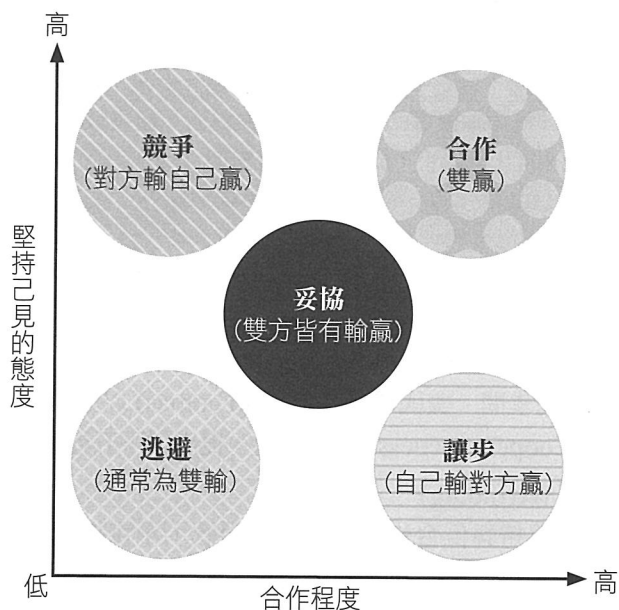 高
競爭
(對方輸自己贏)
合作
(雙贏)
堅持己見的態度
妥協
(雙方皆有輸贏)
逃避
(通常為雙輸)
讓步
(自己輸對方贏)
低
合作程度
高